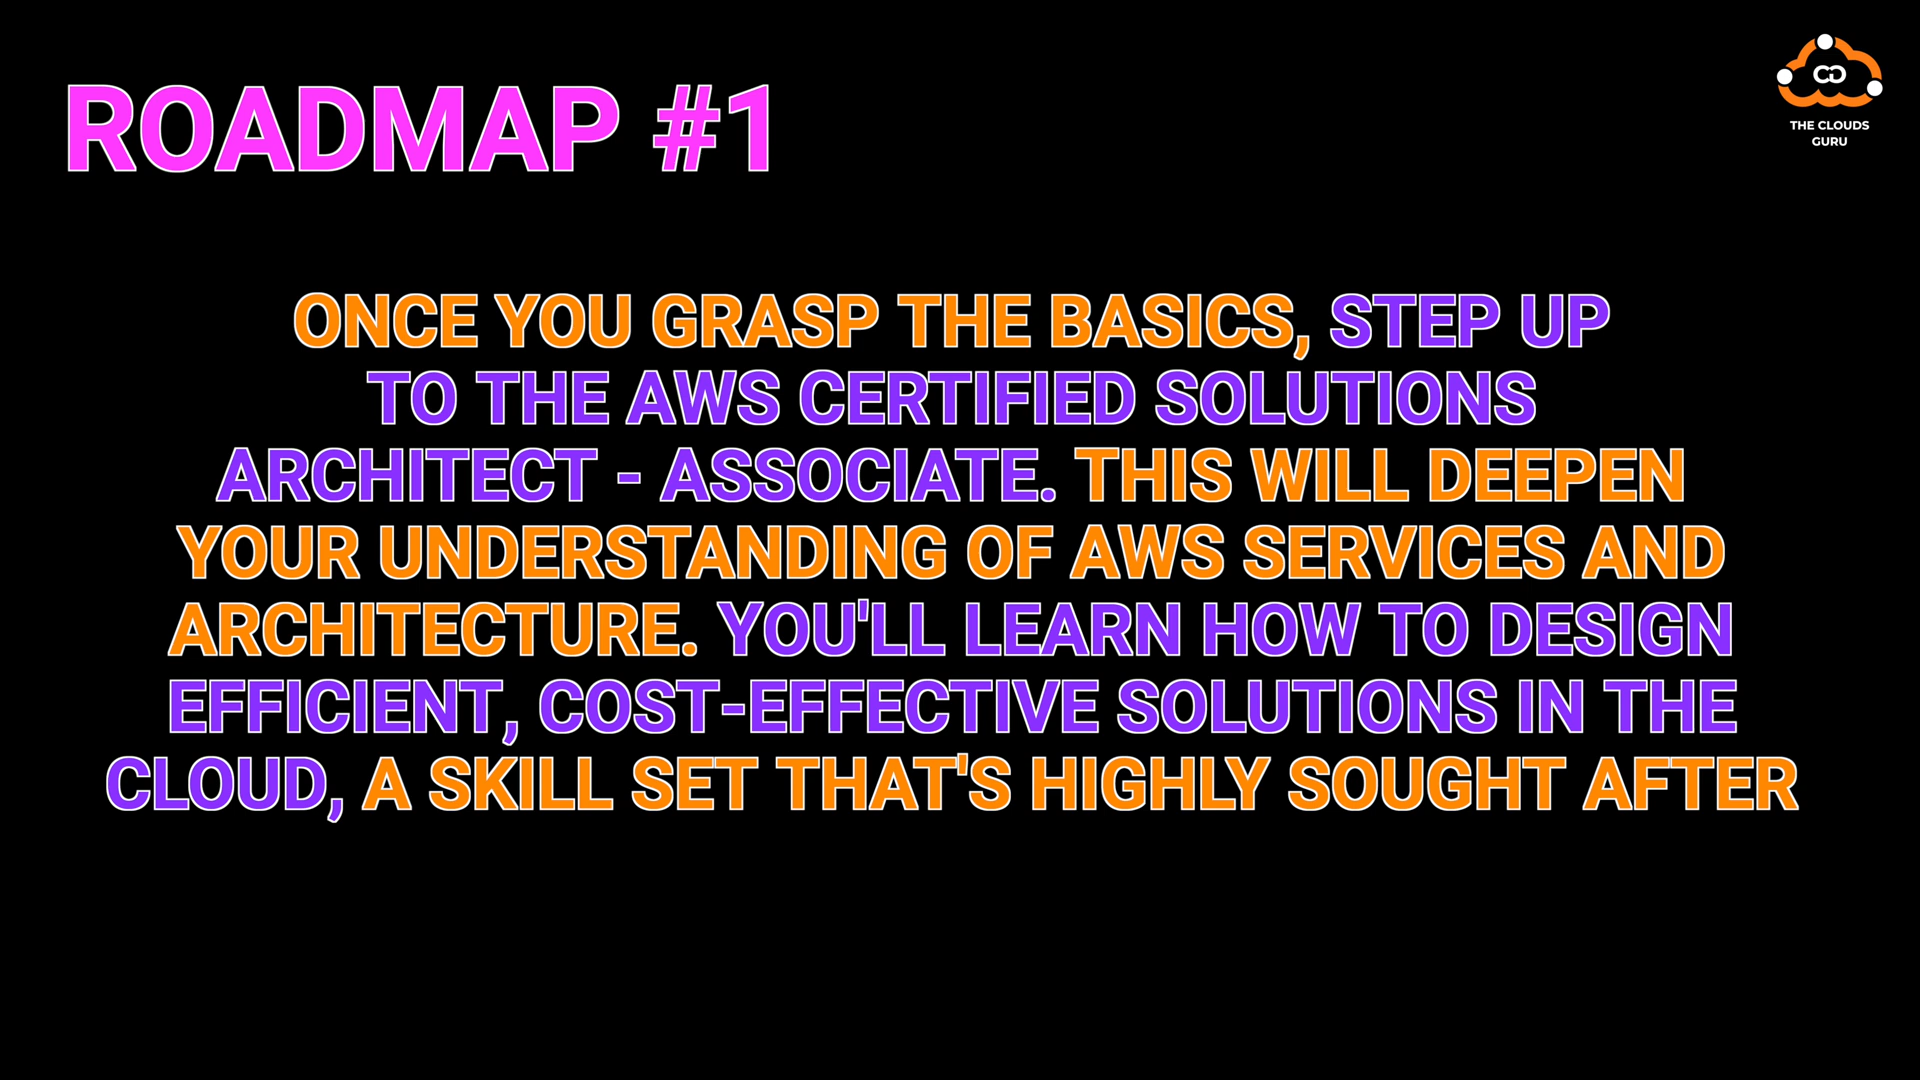 ROADMAP #1
CG
THE CLOUDS
GURU
ONCE YOU GRASP THE BASICS, STEP UP
TO THE AWS CERTIFIED SOLUTIONS
ARCHITECT - ASSOCIATE. THIS WILL DEEPEN
YOUR UNDERSTANDING OF AWS SERVICES AND
ARCHITECTURE. YOU'LL LEARN HOW TO DESIGN
EFFICIENT, COST-EFFECTIVE SOLUTIONS IN THE
CLOUD, A SKILL SET THAT'S HIGHLY SOUGHT AFTER